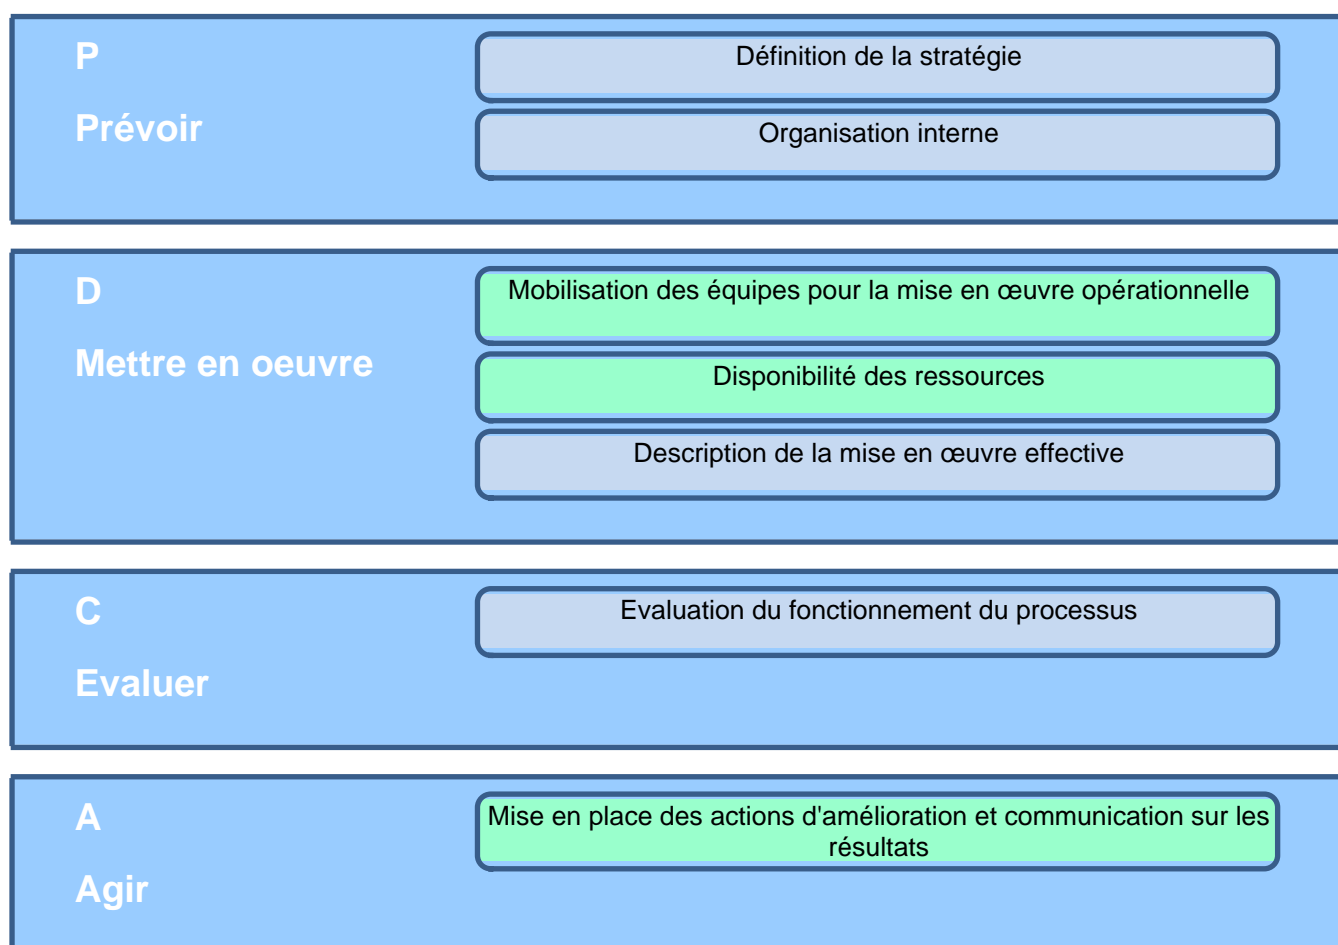 P
Définition de la stratégie
Prévoir
Organisation interne
D
Mobilisation des équipes pour la mise en œuvre opérationnelle
Mettre en oeuvre
Disponibilité des ressources
Description de la mise en œuvre effective
C
Evaluation du fonctionnement du processus
Evaluer
A
Mise en place des actions d'amélioration et communication sur les
résultats
Agir